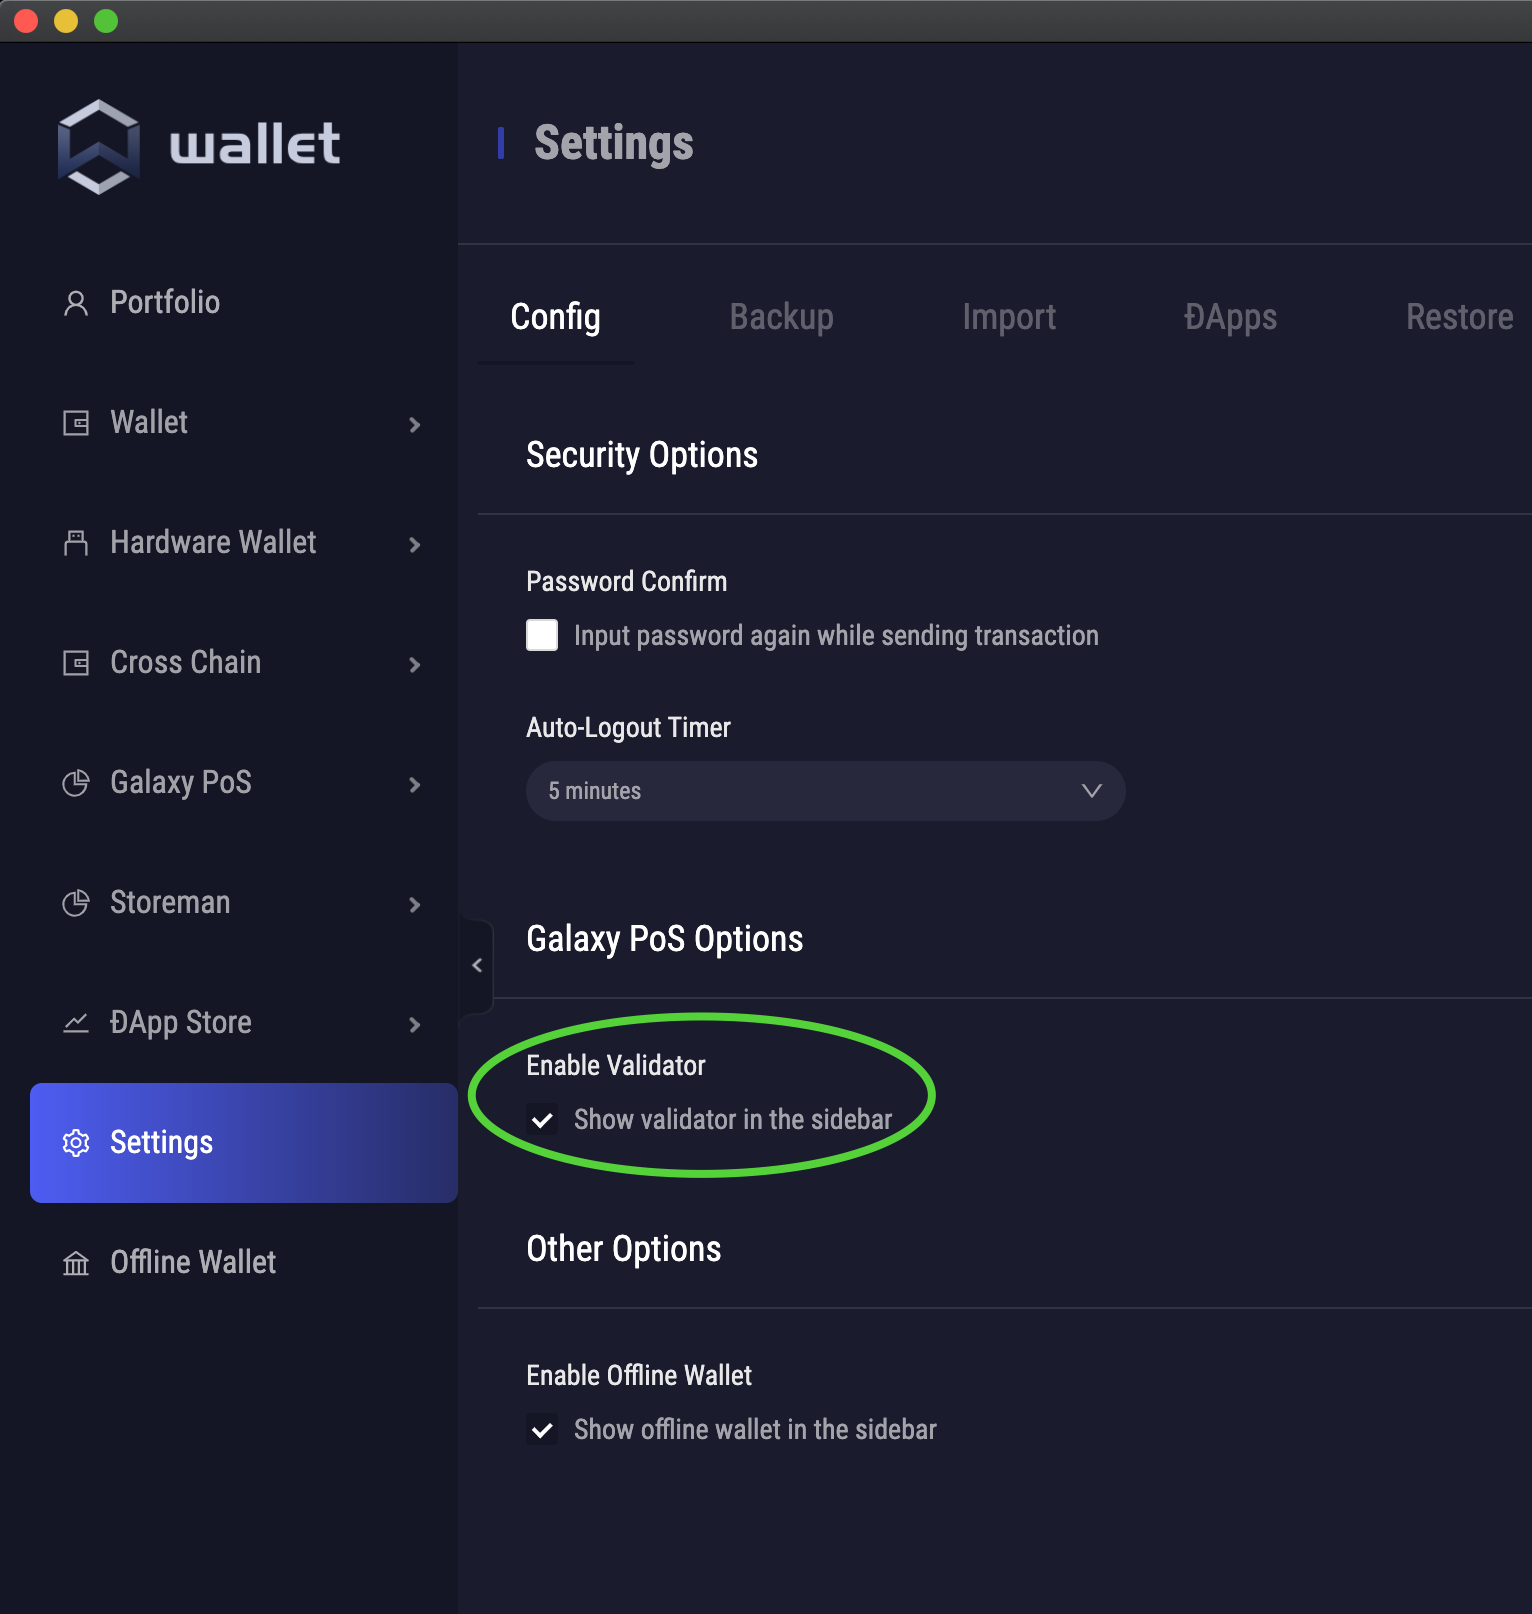 wallet
Portfolio
Wallet
Hardware Wallet
Cross Chain
Galaxy PoS
Storeman
ĐApp Store
Settings
Offline Wallet
Settings
Config
Backup
Import
ĐApps
Restore
Security Options
Password Confirm
Input password again while sending transaction
Auto-Logout Timer
5 minutes
Galaxy PoS Options
Enable Validator
Show validator in the sidebar
Other Options
Enable Offline Wallet
Show offline wallet in the sidebar